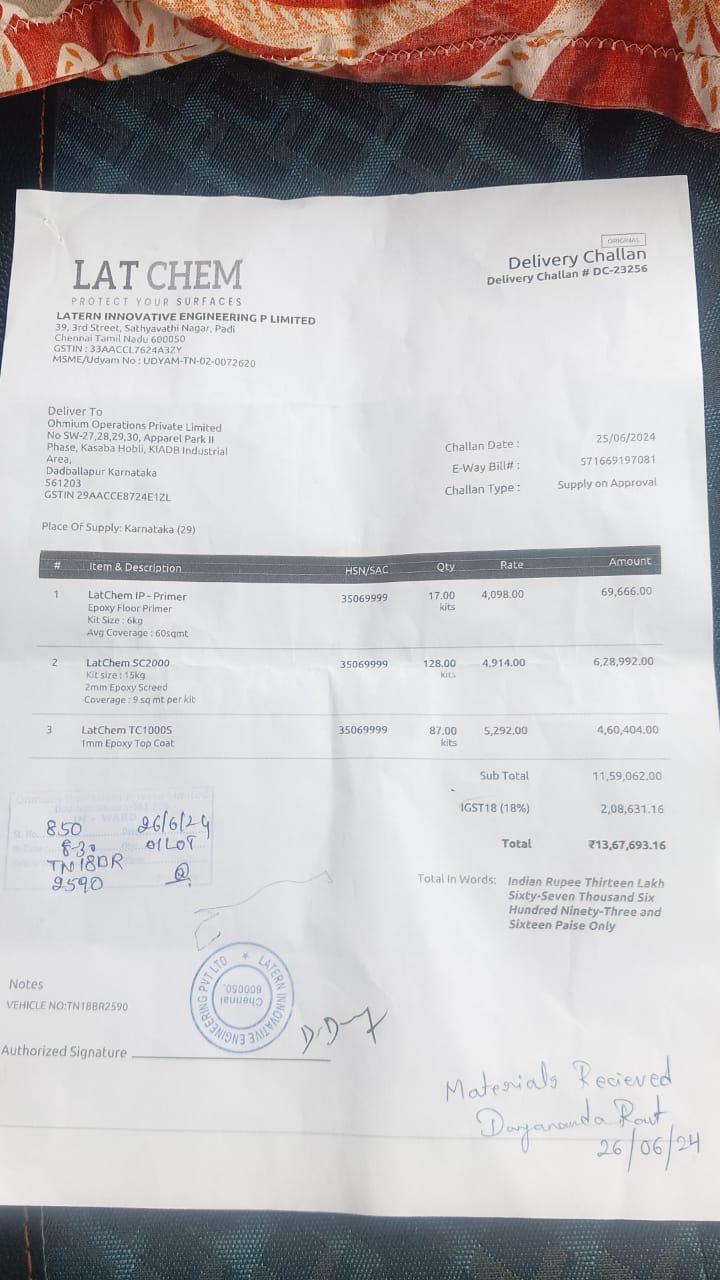 ORIGINAL
Delivery Challan
Delivery Challan # DC-23256
LAT CHEM
PROTECT YOUR SURFACES
LATERN INNOVATIVE ENGINEERING P LIMITED
39, 3rd Street, Sathyavathi Nagar, Padi
Chennai Tamil Nadu 600050
GSTIN : 33AACCL7624A3ZY
MSME/Udyam No : UDYAM-TN-02-0072620
Deliver To
Ohmium Operations Private Limited
No SW-27,28,29,30, Apparel Park II
Phase, Kasaba Hobli, KIADB Industrial
Area,
Dadballapur Karnataka
561203
GSTIN 29AACCE8724E1ZL
Challan Date : 25/06/2024
E-Way Bill# : 571669197081
Challan Type : Supply on Approval
Place Of Supply: Karnataka (29)
# Item & Description HSN/SAC Qty Rate Amount
1 LatChem IP - Primer 35069999 17.00 4,098.00 69,666.00
Epoxy Floor Primer kits
Kit Size : 6kg
Avg Coverage : 60sqmt
2 LatChem SC2000 35069999 128.00 4,914.00 6,28,992.00
Kit size : 15kg kits
2mm Epoxy Screed
Coverage : 9 sq mt per kit
3 LatChem TC1000S 35069999 87.00 5,292.00 4,60,404.00
1mm Epoxy Top Coat kits
Sub Total 11,59,062.00
IGST18 (18%) 2,08,631.16
Total ₹13,67,693.16
Total In Words: Indian Rupee Thirteen Lakh
Sixty-Seven Thousand Six
Hundred Ninety-Three and
Sixteen Paise Only
850 26/6/24
8-30 01LOT
TN18BR
2590
LATERN INNOVATIVE ENGINEERING PVT LTD
Chennai
600050.
Notes
VEHICLE NO:TN18BR2590
Authorized Signature
Materials Recieved
Dayananda Raut
26/06/24